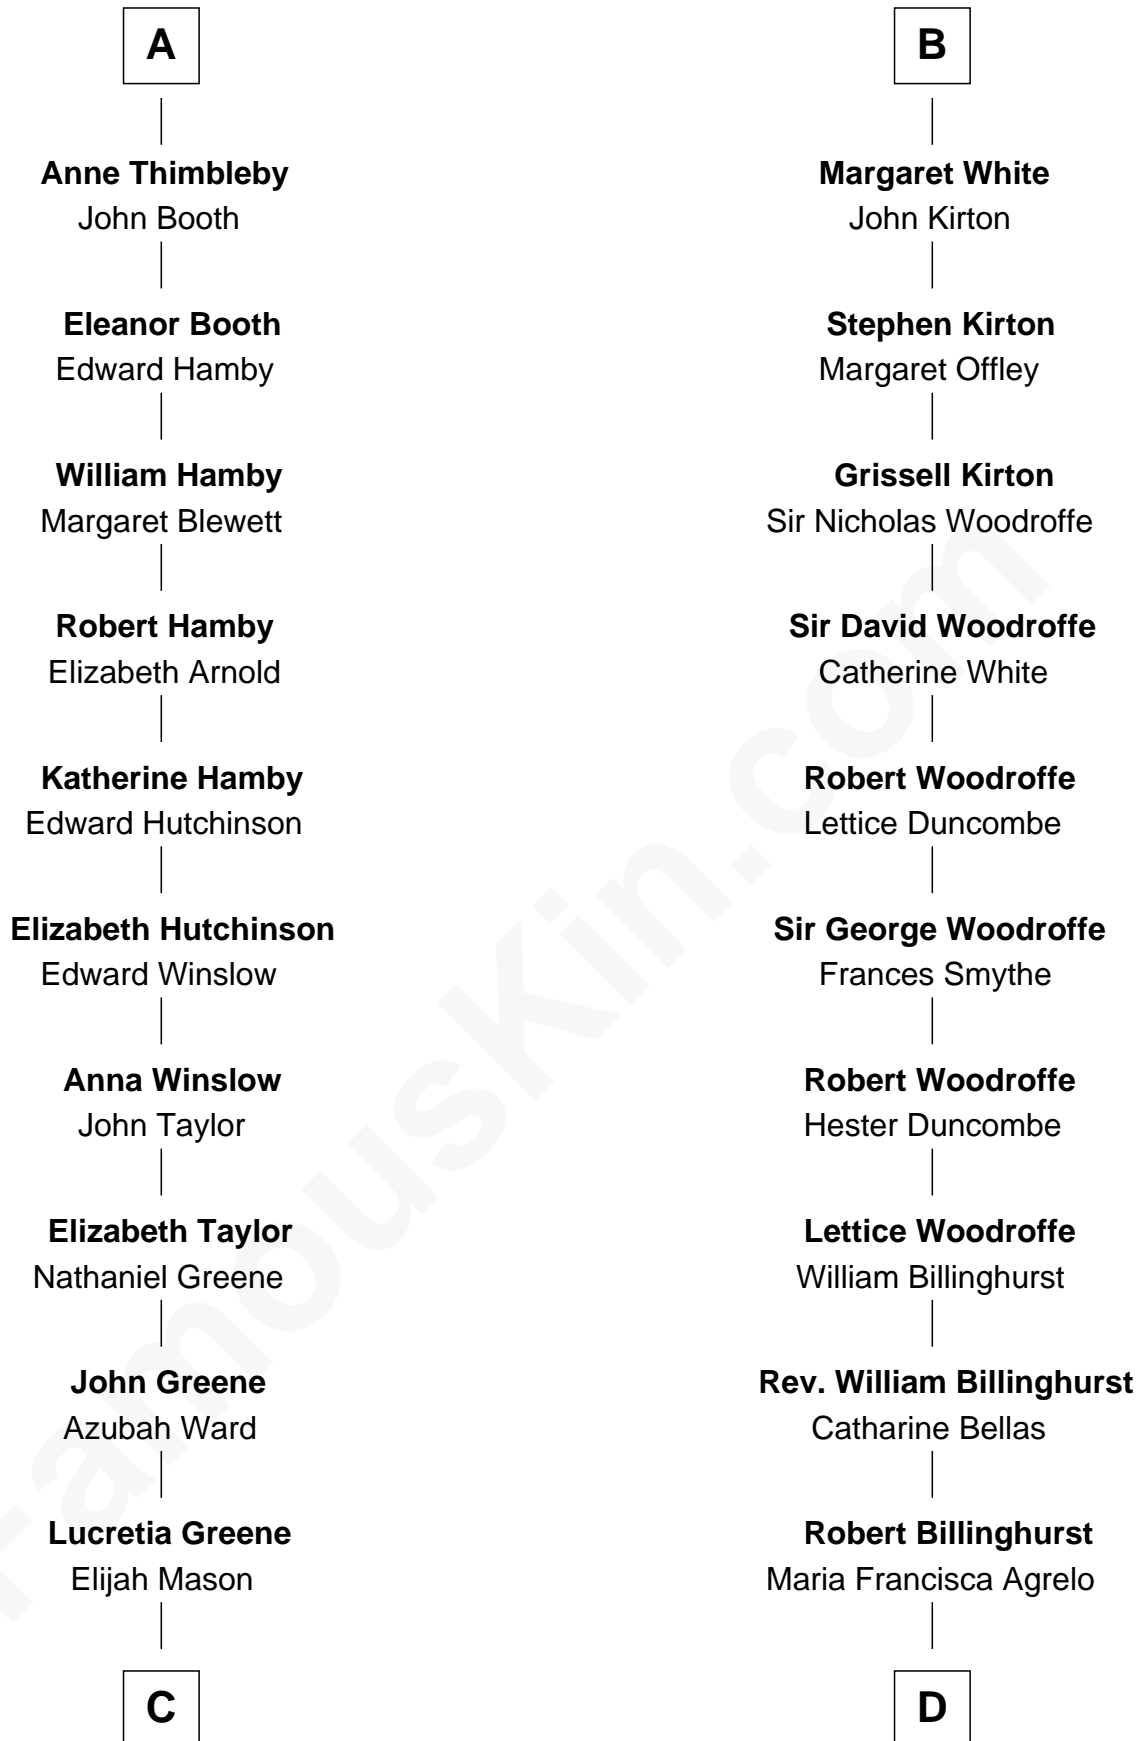 A
Anne Thimbleby
John Booth
Eleanor Booth
Edward Hamby
William Hamby
Margaret Blewett
Robert Hamby
Elizabeth Arnold
Katherine Hamby
Edward Hutchinson
Elizabeth Hutchinson
Edward Winslow
Anna Winslow
John Taylor
Elizabeth Taylor
Nathaniel Greene
John Greene
Azubah Ward
Lucretia Greene
Elijah Mason
C
B
Margaret White
John Kirton
Stephen Kirton
Margaret Offley
Grissell Kirton
Sir Nicholas Woodroffe
Sir David Woodroffe
Catherine White
Robert Woodroffe
Lettice Duncombe
Sir George Woodroffe
Frances Smythe
Robert Woodroffe
Hester Duncombe
Lettice Woodroffe
William Billinghurst
Rev. William Billinghurst
Catharine Bellas
Robert Billinghurst
Maria Francisca Agrelo
D
FamousKin.com